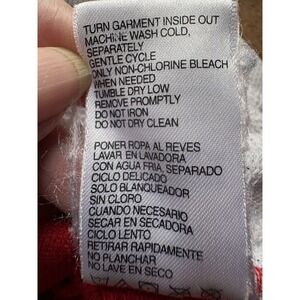 TURN GARMENT INSIDE OUT
MACHINE WASH COLD,
SEPARATELY
GENTLE CYCLE
ONLY NON-CHLORINE BLEACH
WHEN NEEDED
TUMBLE DRY LOW
REMOVE PROMPTLY
DO NOT IRON
DO NOT DRY CLEAN
PONER ROPA AL REVES
LAVAR EN LAVADORA
CON AGUA FRIA, SEPARADO
CICLO DELICADO
SOLO BLANQUEADOR
SIN CLORO
CUANDO NECESARIO
SECAR EN SECADORA
CICLO LENTO
RETIRAR RAPIDAMENTE
NO PLANCHAR
NO LAVE EN SECO